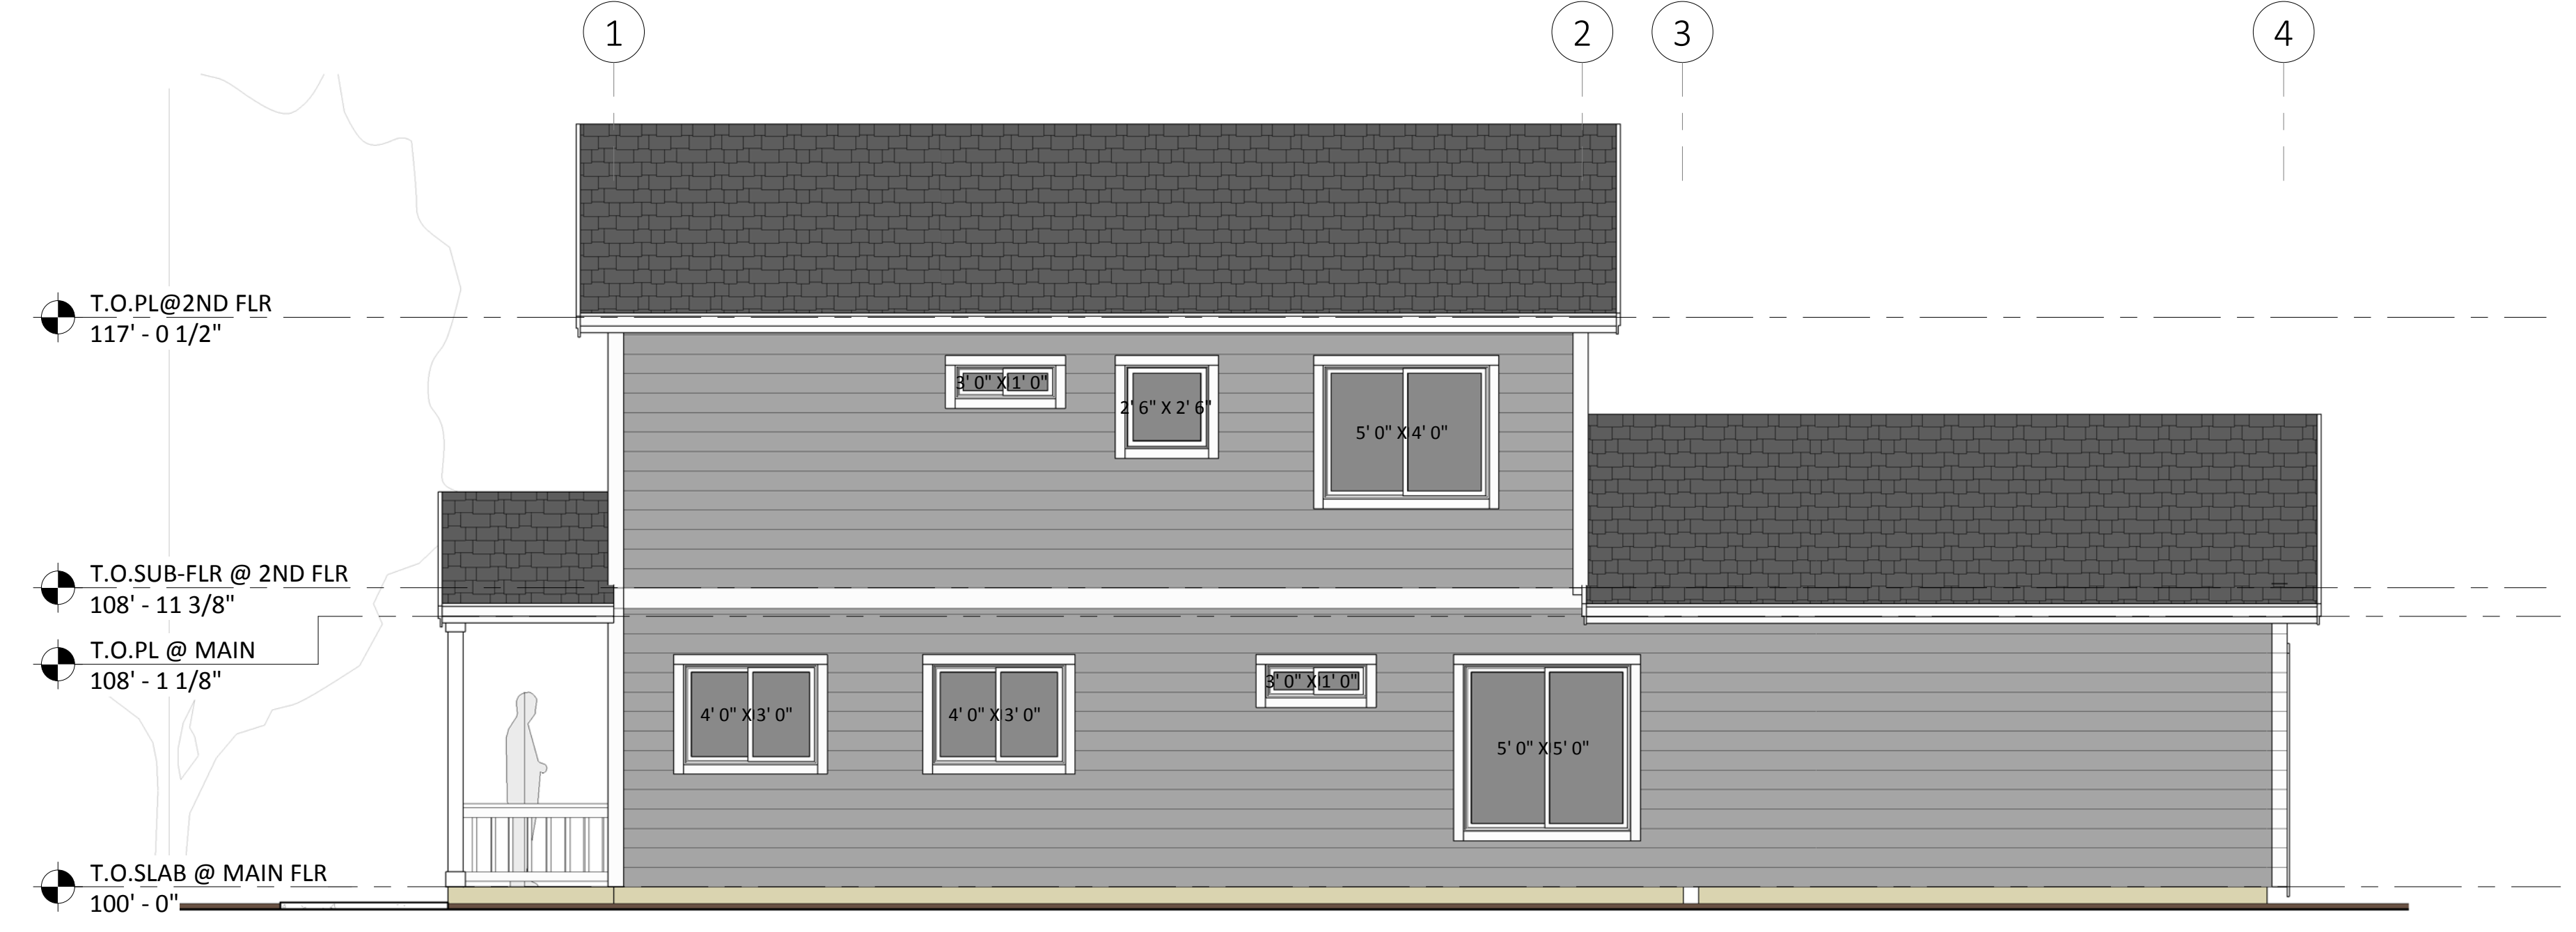 1
2
3
4
T.O.PL@2ND FLR
117' - 0 1/2"
3' 0" X 1' 0"
2' 6" X 2' 6"
5' 0" X 4' 0"
T.O.SUB-FLR @ 2ND FLR
108' - 11 3/8"
T.O.PL @ MAIN
108' - 1 1/8"
4' 0" X 3' 0"
4' 0" X 3' 0"
3' 0" X 1' 0"
5' 0" X 5' 0"
T.O.SLAB @ MAIN FLR
100' - 0"